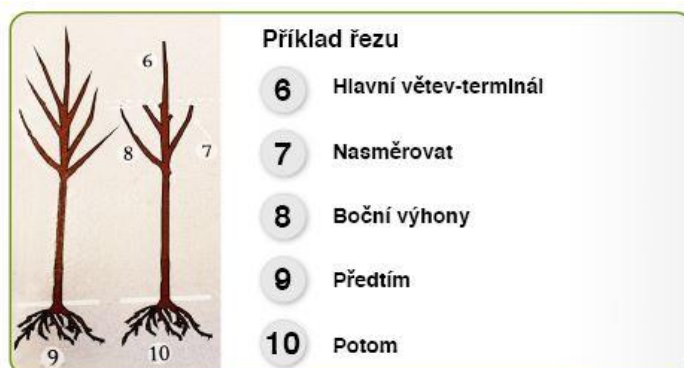 Příklad řezu
6 Hlavní větev-termInál
7 Nasměrovat
8 Boční výhony
9 Předtím
10 Potom
6
8
7
9
10